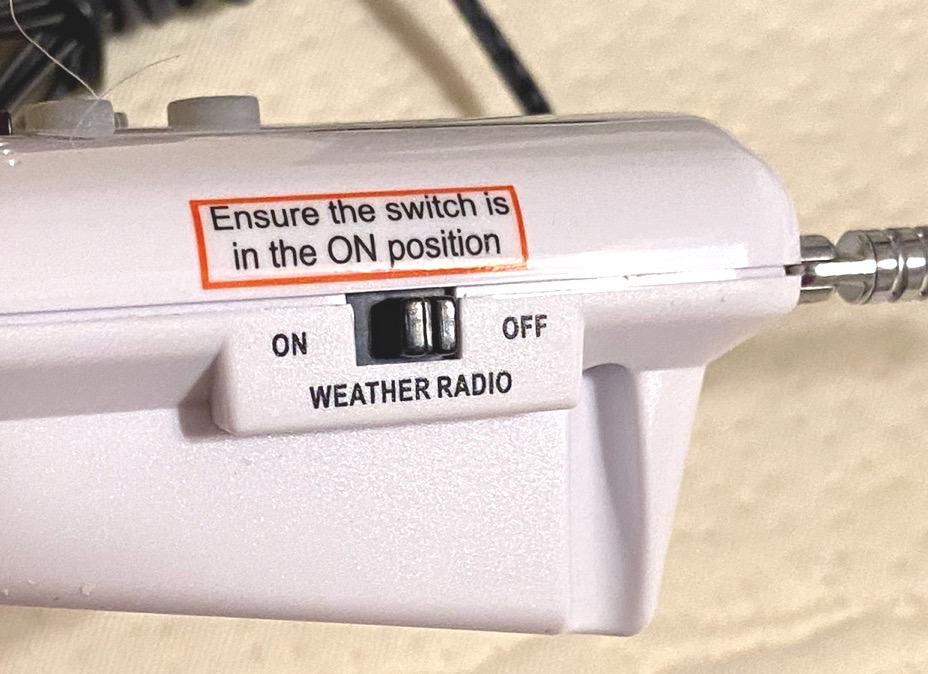 Ensure the switch is
in the ON position
ON OFF
WEATHER RADIO